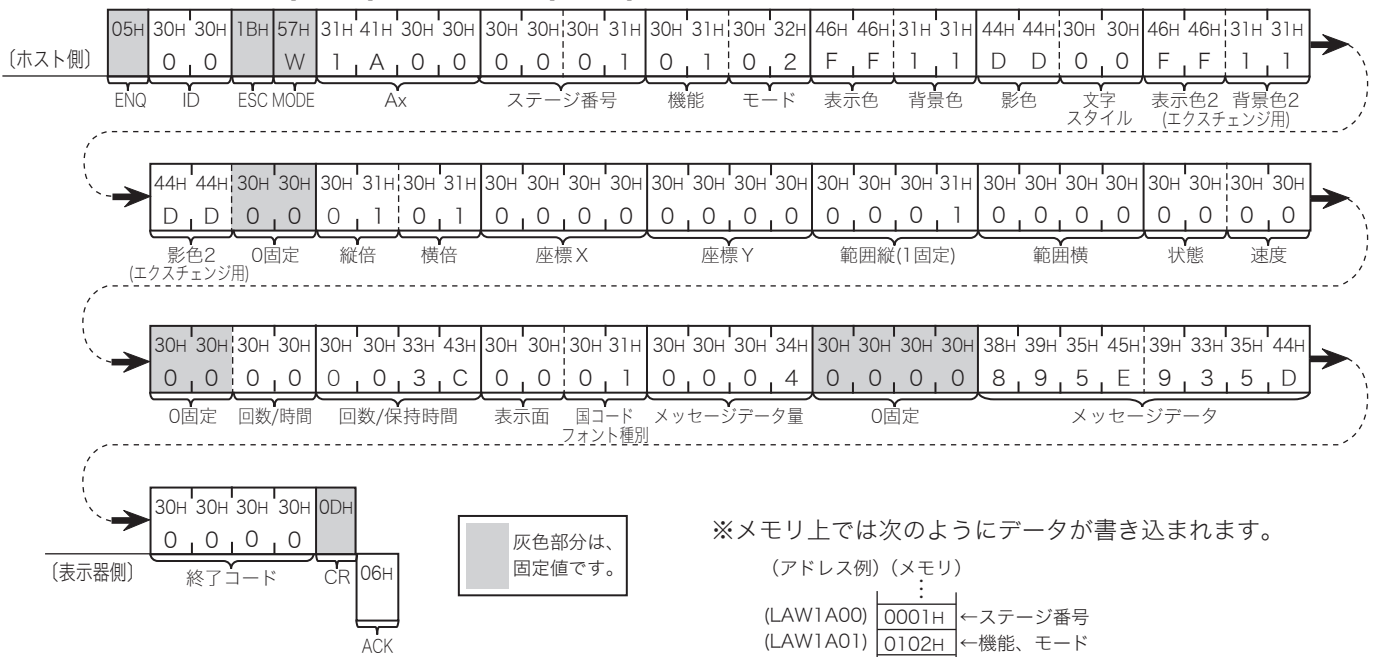 05H 30H 30H 1BH 57H 31H 41H 30H 30H 30H 30H 30H 31H 30H 31H 30H 32H 46H 46H 31H 31H 44H 44H 30H 30H 46H 46H 31H 31H
〔ホスト側〕 0 0 W 1 A 0 0 0 0 0 1 0 1 0 2 F F 1 1 D D 0 0 F F 1 1
ENQ ID ESC MODE Ax ステージ番号 機能 モード 表示色 背景色 影色 文字 表示色2 背景色2
スタイル (エクスチェンジ用)
44H 44H 30H 30H 30H 31H 30H 31H 30H 30H 30H 30H 30H 30H 30H 30H 30H 30H 30H 31H 30H 30H 30H 30H 30H 30H 30H 30H
D D 0 0 0 1 0 1 0 0 0 0 0 0 0 0 0 0 0 1 0 0 0 0 0 0 0 0
影色2 0固定 縦倍 横倍 座標X 座標Y 範囲縦(1固定) 範囲横 状態 速度
(エクスチェンジ用)
30H 30H 30H 30H 30H 30H 33H 43H 30H 30H 30H 31H 30H 30H 30H 34H 30H 30H 30H 30H 38H 39H 35H 45H 39H 33H 35H 44H
0 0 0 0 0 0 3 C 0 0 0 1 0 0 0 4 0 0 0 0 8 9 5 E 9 3 5 D
0固定 回数/時間 回数/保持時間 表示面 国コード メッセージデータ量 0固定 メッセージデータ
フォント種別
30H 30H 30H 30H 0DH
0 0 0 0
〔表示器側〕 終了コード CR 06H
ACK
灰色部分は、
固定値です。
※メモリ上では次のようにデータが書き込まれます。
(アドレス例) (メモリ)
(LAW1A00) 0001H ←ステージ番号
(LAW1A01) 0102H ←機能、モード